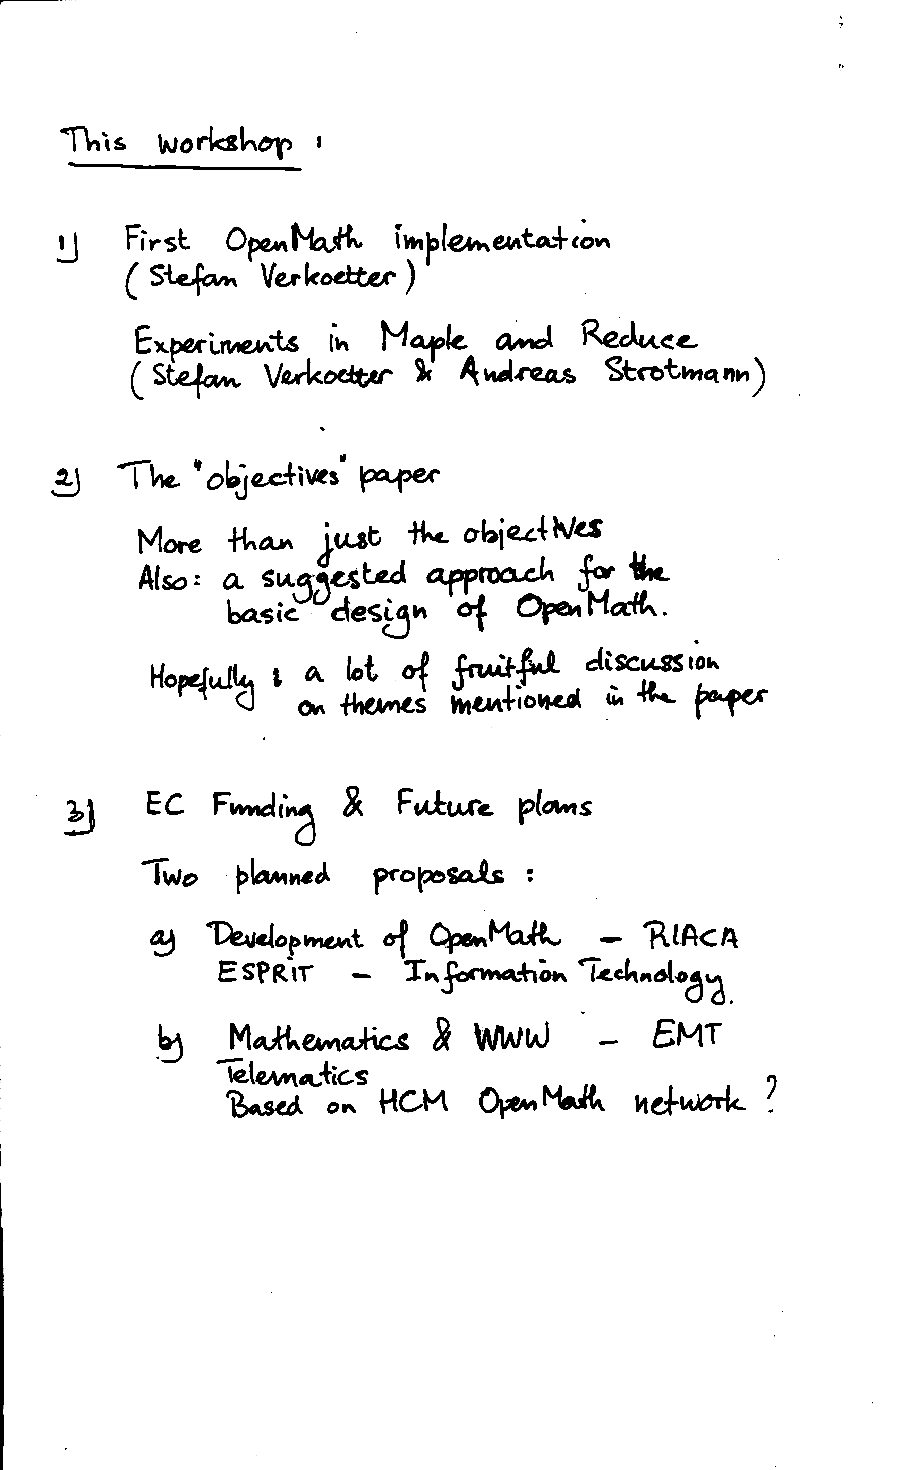 This workshop :
1) First OpenMath implementation
(Stefan Verkoetter)
Experiments in Maple and Reduce
(Stefan Verkoetter & Andreas Strotmann)
2) The "objectives" paper
More than just the objectives
Also: a suggested approach for the
basic design of OpenMath.
Hopefully : a lot of fruitful discussion
on themes mentioned in the paper
3) EC Funding & Future plans
Two planned proposals :
a) Development of OpenMath – RIACA
ESPRIT – Information Technology.
b) Mathematics & WWW – EMT
Telematics
Based on HCM OpenMath network ?